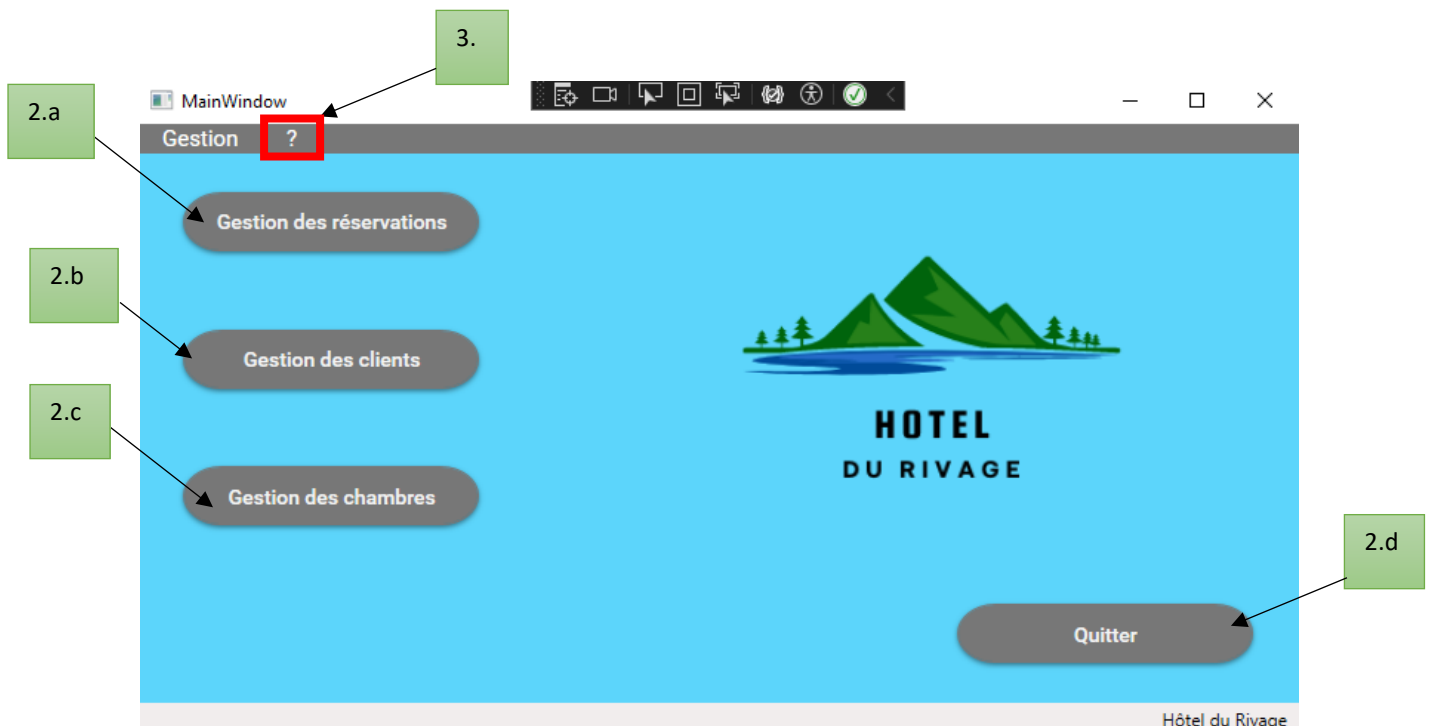 3.
MainWindow
2.a
Gestion ?
Gestion des réservations
2.b
Gestion des clients
2.c
HOTEL
DU RIVAGE
Gestion des chambres
2.d
Quitter
Hôtel du Rivage